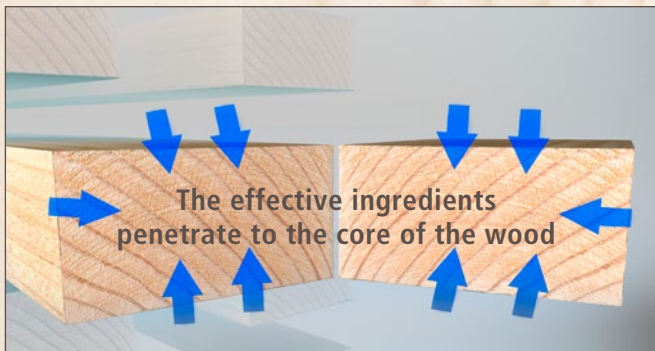 The effective ingredients
penetrate to the core of the wood